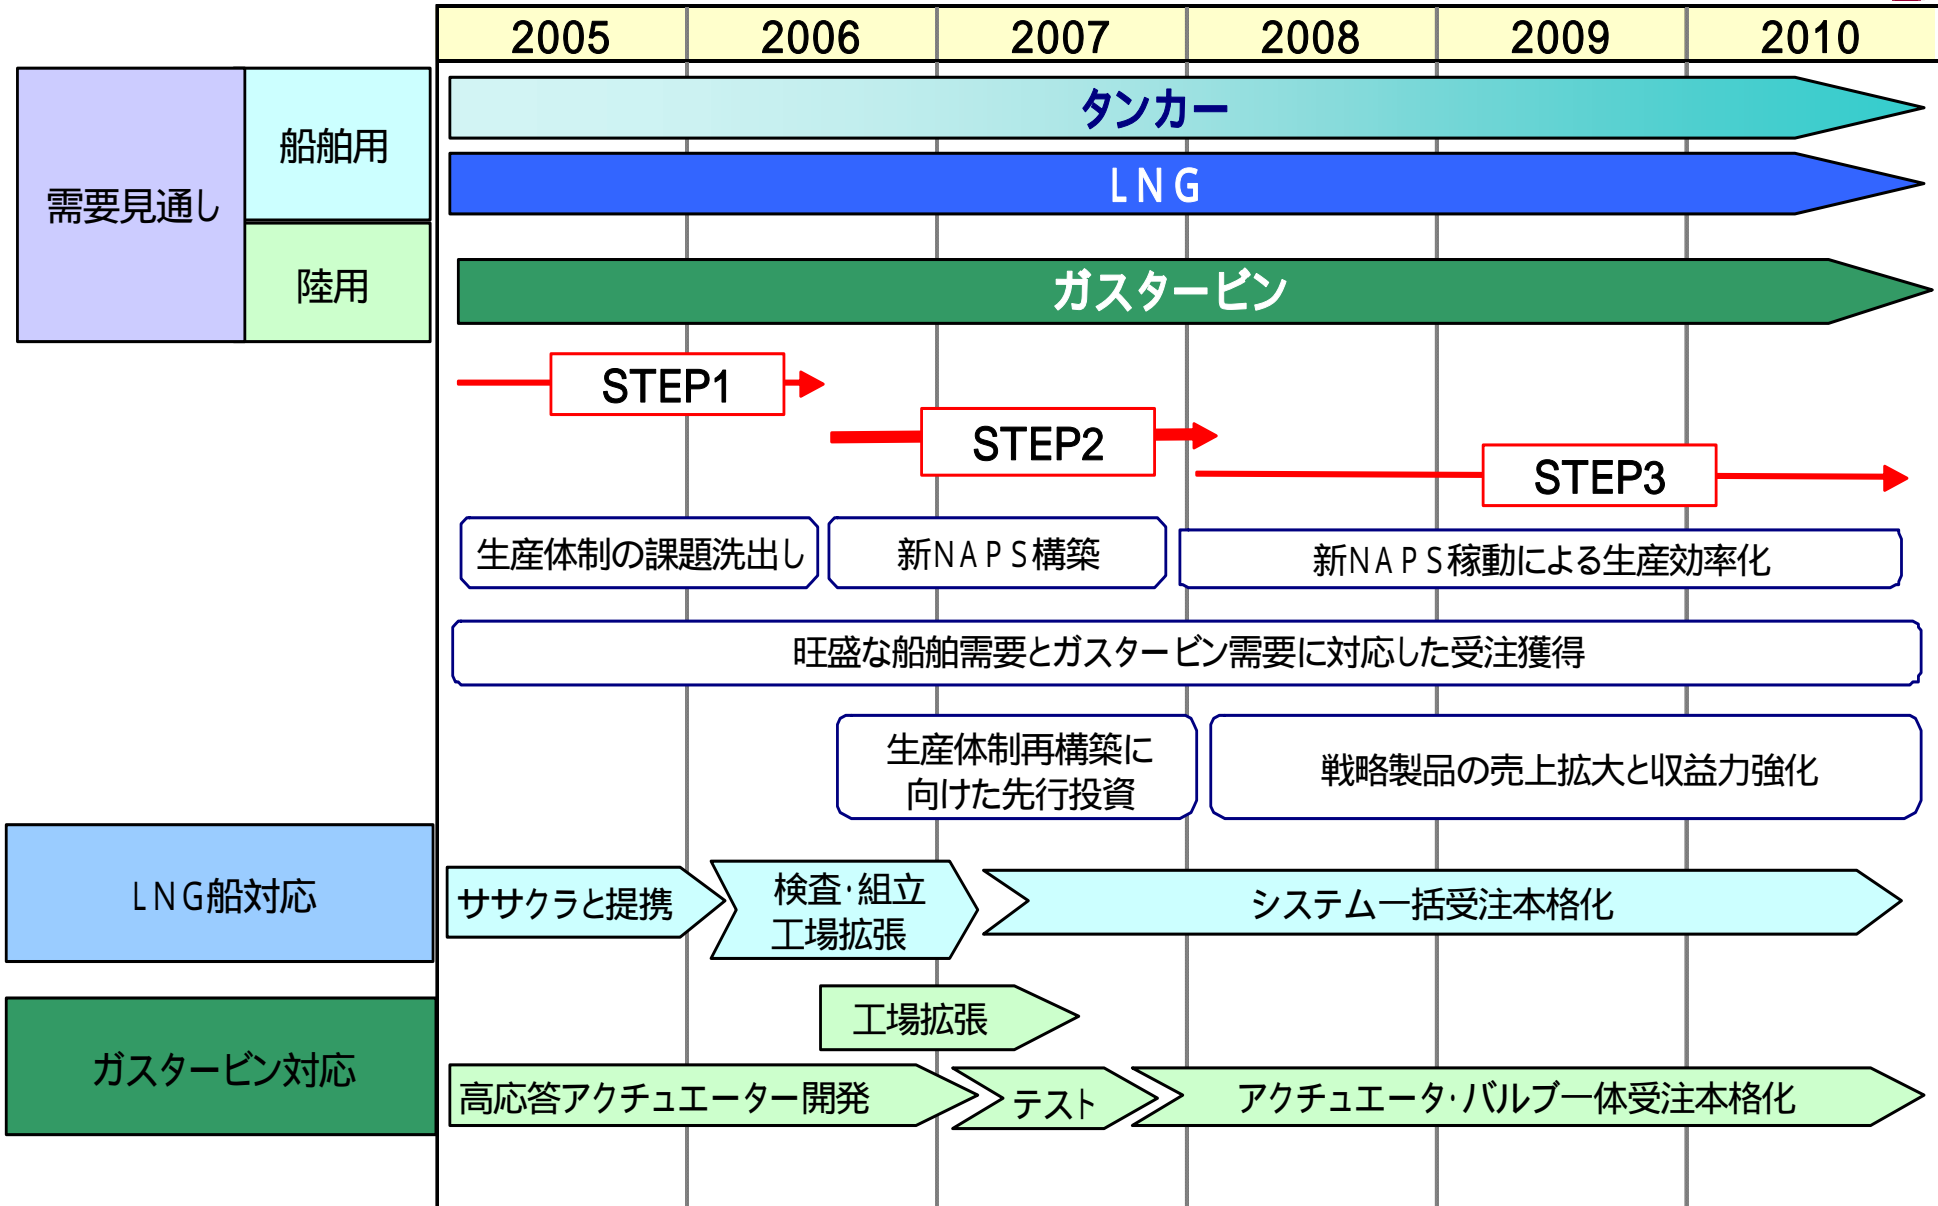 2005 2006 2007 2008 2009 2010
需要見通し
船舶用
タンカー
LNG
陸用
ガスタービン
STEP1
STEP2
STEP3
生産体制の課題洗出し
新NAPS構築
新NAPS稼動による生産効率化
旺盛な船舶需要とガスタービン需要に対応した受注獲得
生産体制再構築に
向けた先行投資
戦略製品の売上拡大と収益力強化
LNG船対応
ササクラと提携
検査・組立
工場拡張
システム一括受注本格化
ガスタービン対応
工場拡張
高応答アクチュエーター開発
テスト
アクチュエータ・バルブ一体受注本格化